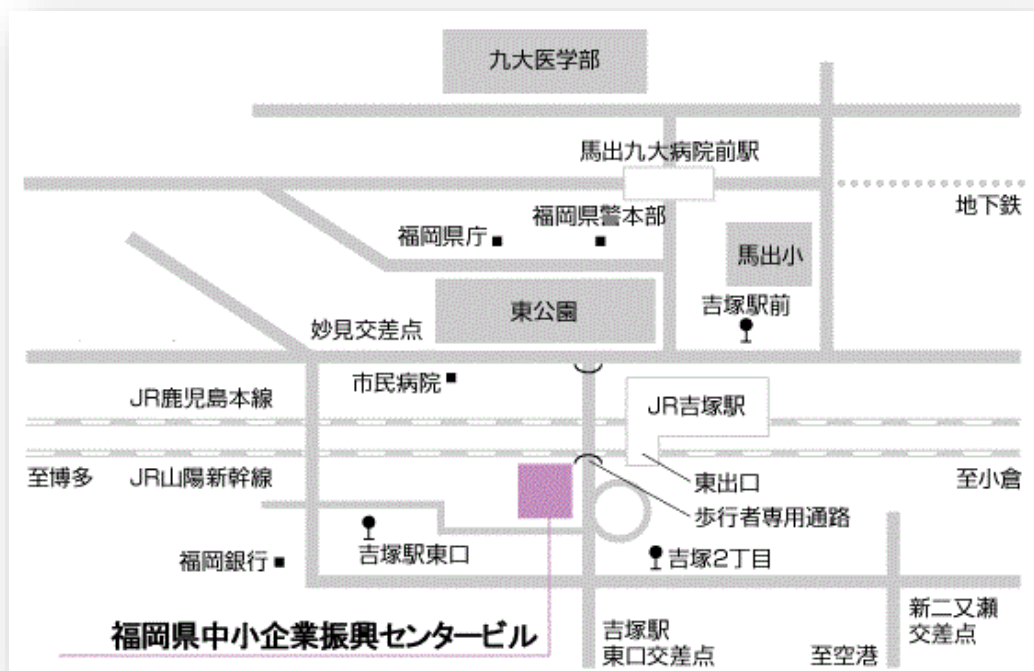 九大医学部
馬出九大病院前駅
地下鉄
福岡県警本部
福岡県庁
馬出小
東公園
吉塚駅前
妙見交差点
市民病院
JR鹿児島本線
JR吉塚駅
至博多
JR山陽新幹線
東出口
至小倉
歩行者専用通路
吉塚駅東口
福岡銀行
吉塚2丁目
福岡県中小企業振興センタービル
吉塚駅
東口交差点
新二又瀬
交差点
至空港